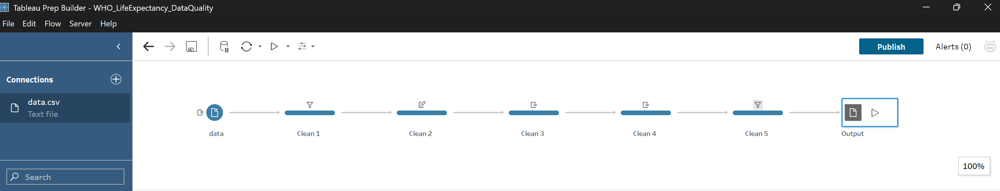 Tableau Prep Builder - WHO_LifeExpectancy_DataQuality
File Edit Flow Server Help
Publish Alerts (0)
Connections
data.csv
Text file
data Clean 1 Clean 2 Clean 3 Clean 4 Clean 5 Output
100%
Search